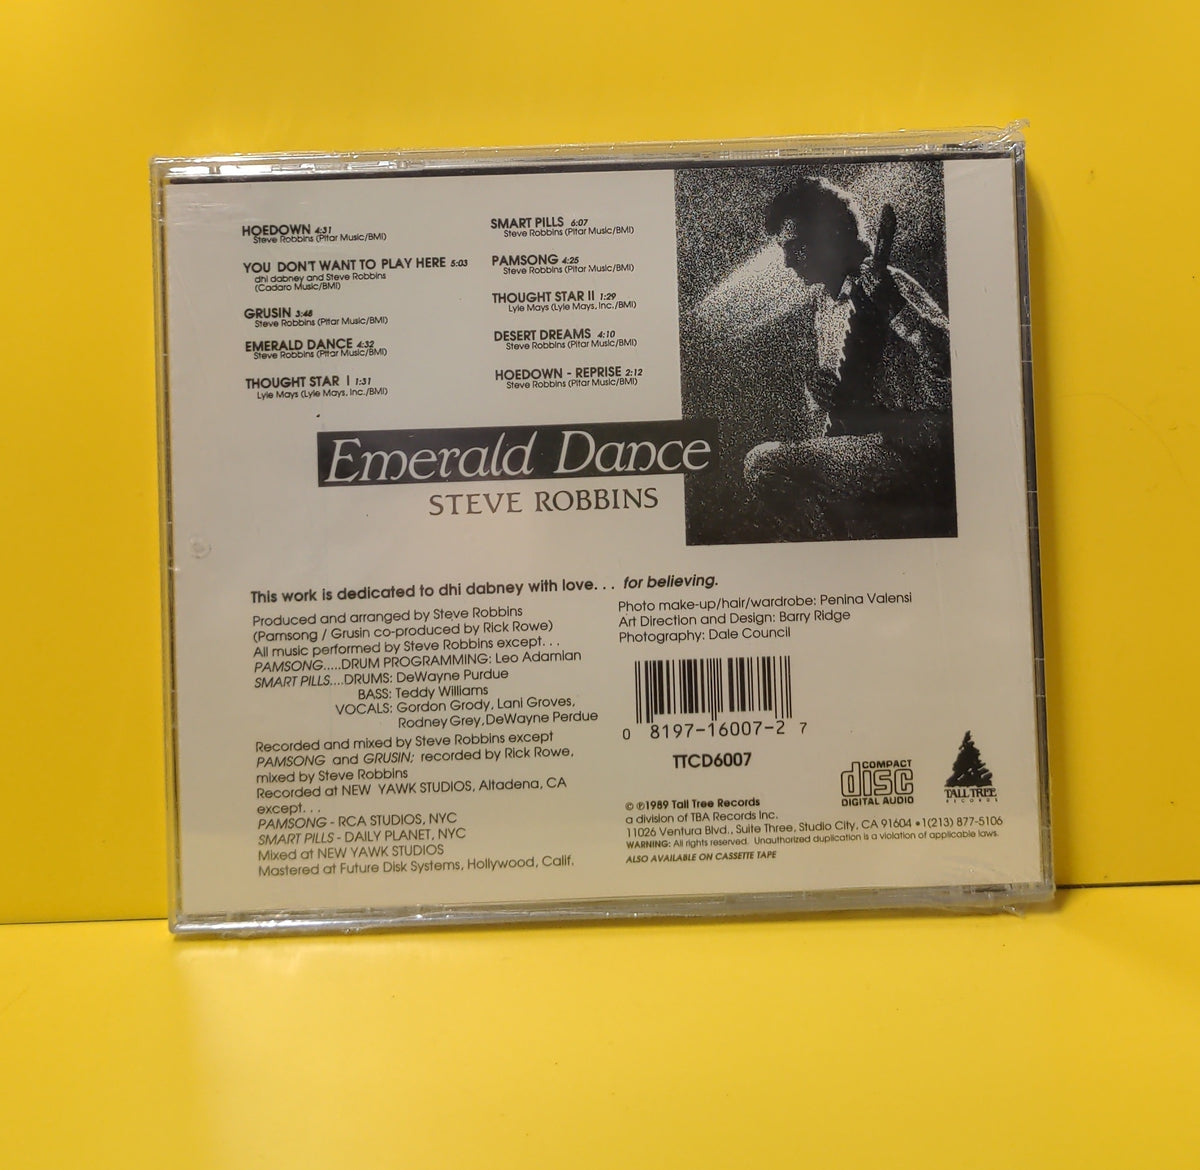 HOEDOWN 4:31
Steve Robbins (Pifar Music/BMI)
YOU DON'T WANT TO PLAY HERE 5:03
dhi dabney and Steve Robbins
(Cadaro Music/BMI)
GRUSIN 3:48
Steve Robbins (Pifar Music/BMI)
EMERALD DANCE 4:32
Steve Robbins (Pifar Music/BMI)
THOUGHT STAR I 1:31
Lyle Mays (Lyle Mays, Inc./BMI)
SMART PILLS 6:07
Steve Robbins (Pifar Music/BMI)
PAMSONG 4:25
Steve Robbins (Pifar Music/BMI)
THOUGHT STAR II 1:29
Lyle Mays (Lyle Mays, Inc./BMI)
DESERT DREAMS 4:10
Steve Robbins (Pifar Music/BMI)
HOEDOWN - REPRISE 2:12
Steve Robbins (Pifar Music/BMI)
Emerald Dance
STEVE ROBBINS
This work is dedicated to dhi dabney with love. . . for believing.
Produced and arranged by Steve Robbins
(Pamsong / Grusin co-produced by Rick Rowe)
All music performed by Steve Robbins except. . .
PAMSONG.....DRUM PROGRAMMING: Leo Adamian
SMART PILLS....DRUMS: DeWayne Purdue
BASS: Teddy Williams
VOCALS: Gordon Grody, Lani Groves,
Rodney Grey, DeWayne Perdue
Recorded and mixed by Steve Robbins except
PAMSONG and GRUSIN; recorded by Rick Rowe,
mixed by Steve Robbins
Recorded at NEW YAWK STUDIOS, Altadena, CA
except. . .
PAMSONG - RCA STUDIOS, NYC
SMART PILLS - DAILY PLANET, NYC
Mixed at NEW YAWK STUDIOS
Mastered at Future Disk Systems, Hollywood, Calif.
Photo make-up/hair/wardrobe: Penina Valensi
Art Direction and Design: Barry Ridge
Photography: Dale Council
0 8197-16007-2 7
TTCD6007
COMPACT
disc
DIGITAL AUDIO
TALL TREE
RECORDS
© ℗1989 Tall Tree Records
a division of TBA Records Inc.
11026 Ventura Blvd., Suite Three, Studio City, CA 91604 • 1(213) 877-5106
WARNING: All rights reserved. Unauthorized duplication is a violation of applicable laws.
ALSO AVAILABLE ON CASSETTE TAPE